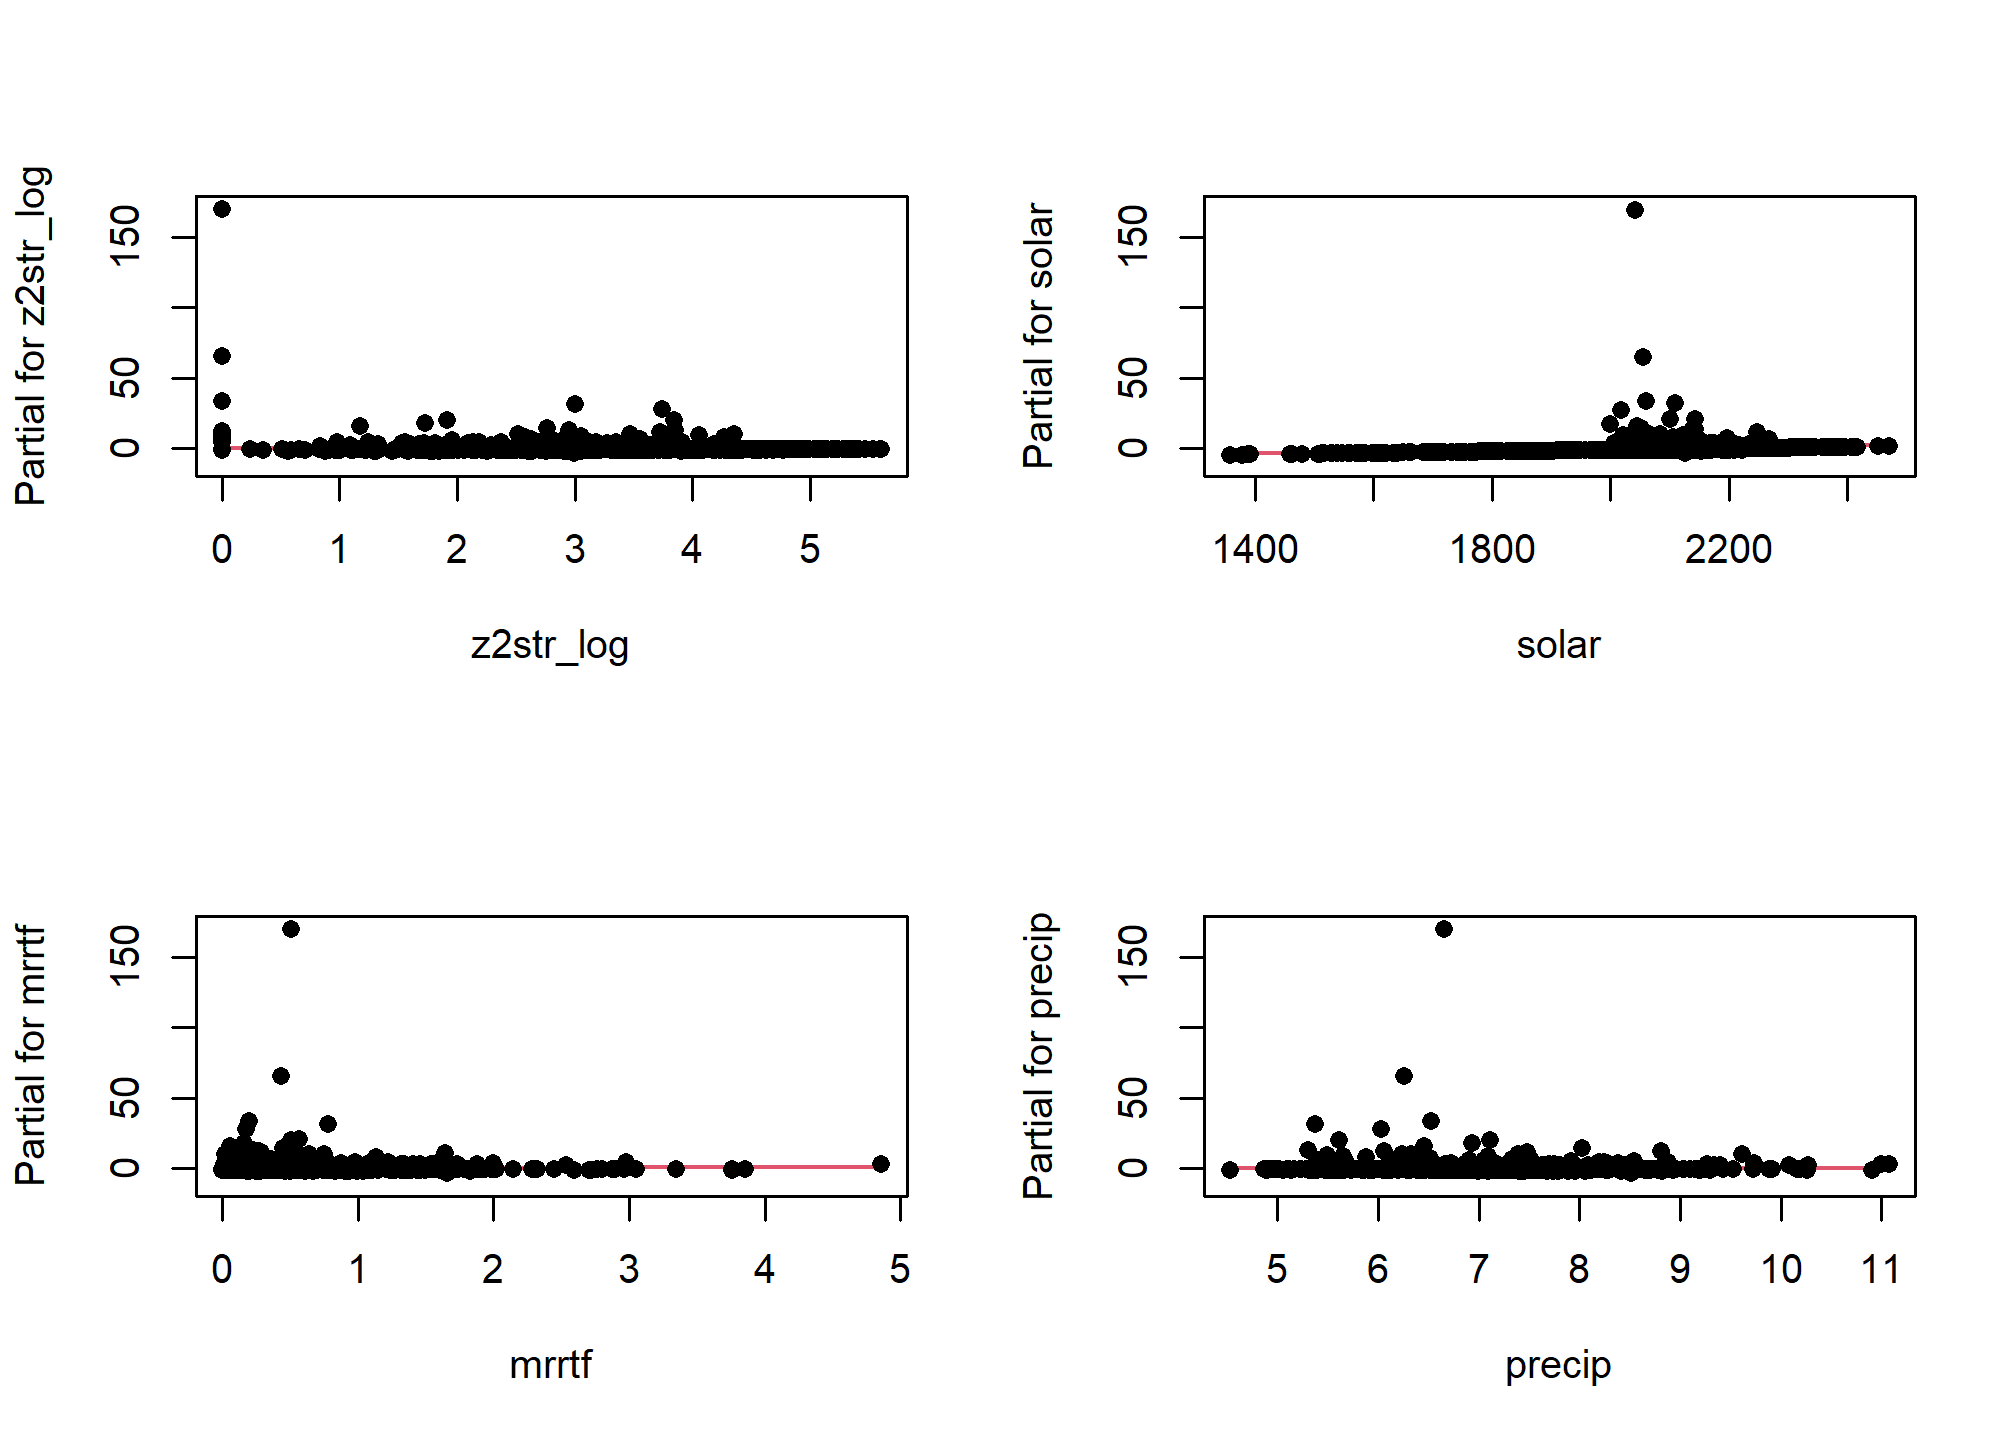 Partial for z2str_log
0
50
150
0 1 2 3 4 5
z2str_log
Partial for solar
0
50
150
1400 1800 2200
solar
Partial for mrrtf
0
50
150
0 1 2 3 4 5
mrrtf
Partial for precip
0
50
150
5 6 7 8 9 10 11
precip